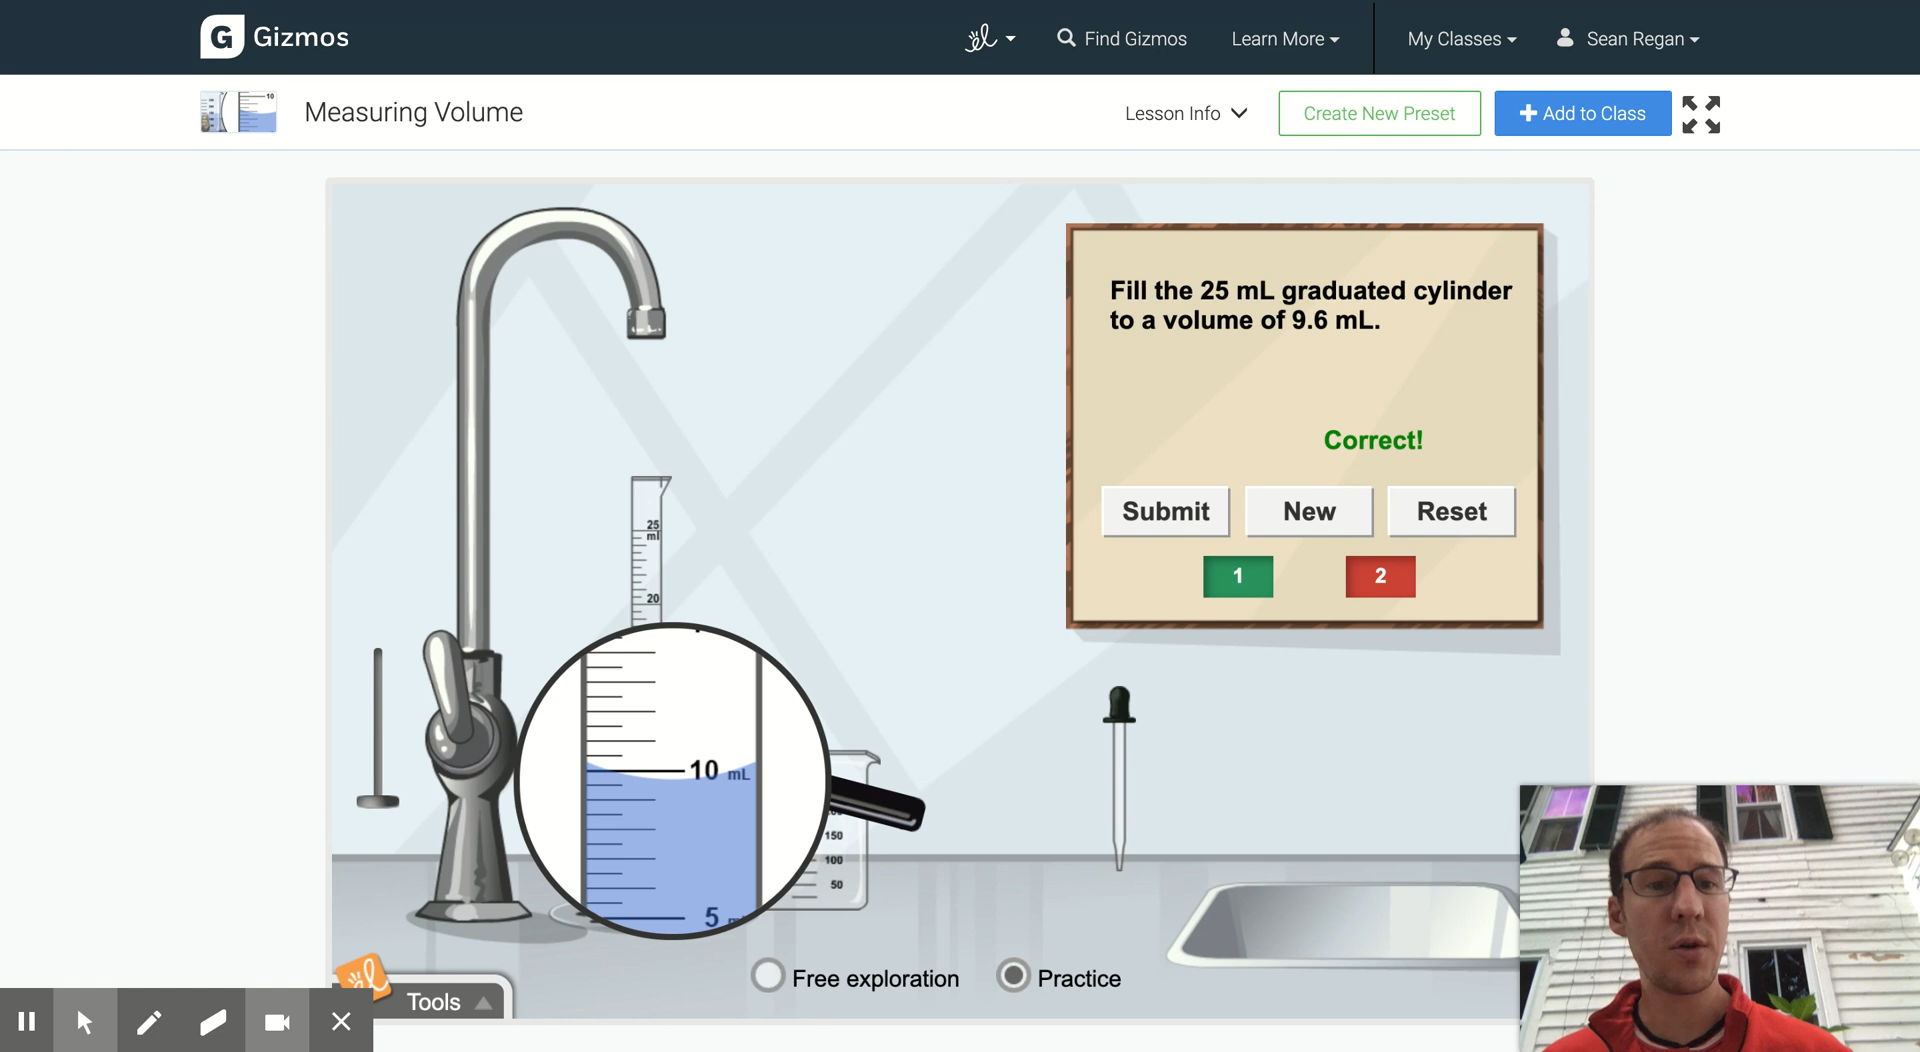 G Gizmos
Find Gizmos
Learn More
My Classes
Sean Regan
10
Measuring Volume
Lesson Info
Create New Preset
Add to Class
Fill the 25 mL graduated cylinder
to a volume of 9.6 mL.
Correct!
Submit
New
Reset
1
2
25
ml
20
10 mL
150
100
50
5
Free exploration
Practice
Tools